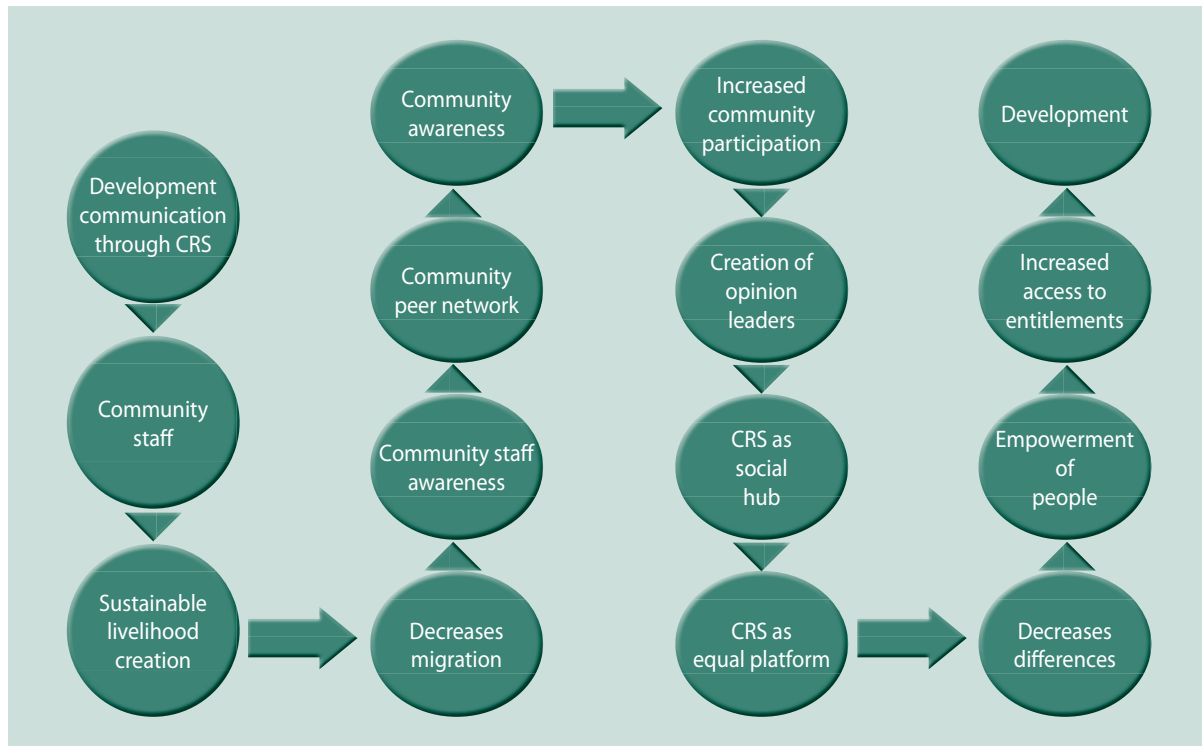 Development
communication
through CRS
Community
staff
Sustainable
livelihood
creation
Decreases
migration
Community staff
awareness
Community
peer network
Community
awareness
Increased
community
participation
Creation of
opinion
leaders
CRS as
social
hub
CRS as
equal platform
Decreases
differences
Empowerment
of
people
Increased
access to
entitlements
Development